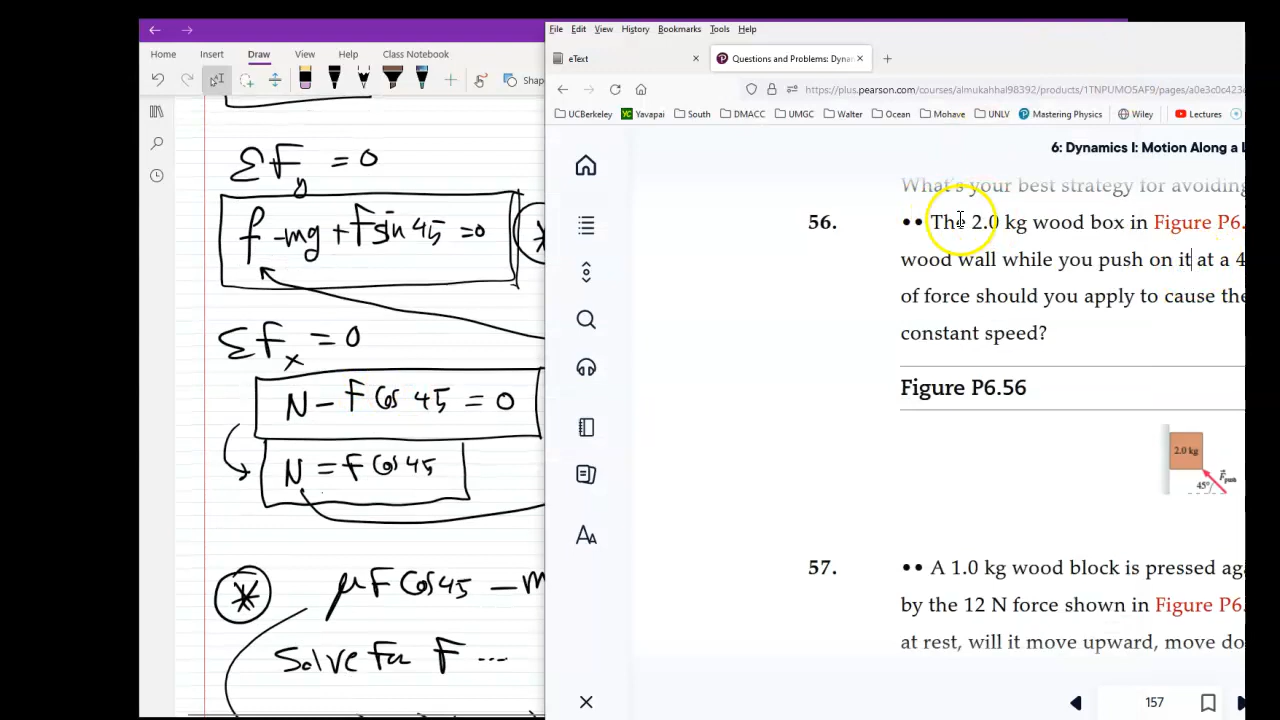 File Edit View History Bookmarks Tools Help
Home Insert Draw View Help Class Notebook
eText
Questions and Problems: Dyna
Shap
https://plus.pearson.com/courses/almukahhal98392/products/1TNPUMOSAF9/pages/a0e3c0c423
UCBerkeley Yavapai South DMACC UMGC Walter Ocean Mohave UNLV Mastering Physics Wiley Lectures
6: Dynamics I: Motion Along a L
ΣFy = 0
f - mg + F sin 45 = 0
ΣFx = 0
N - F Cos 45 = 0
N = F Cos 45
μF Cos 45 - m
Solve for F ...
What's your best strategy for avoiding
56. •• The 2.0 kg wood box in Figure P6.
wood wall while you push on it at a 4
of force should you apply to cause the
constant speed?
Figure P6.56
2.0 kg
F push
45°
57. •• A 1.0 kg wood block is pressed aga
by the 12 N force shown in Figure P6.
at rest, will it move upward, move do
157